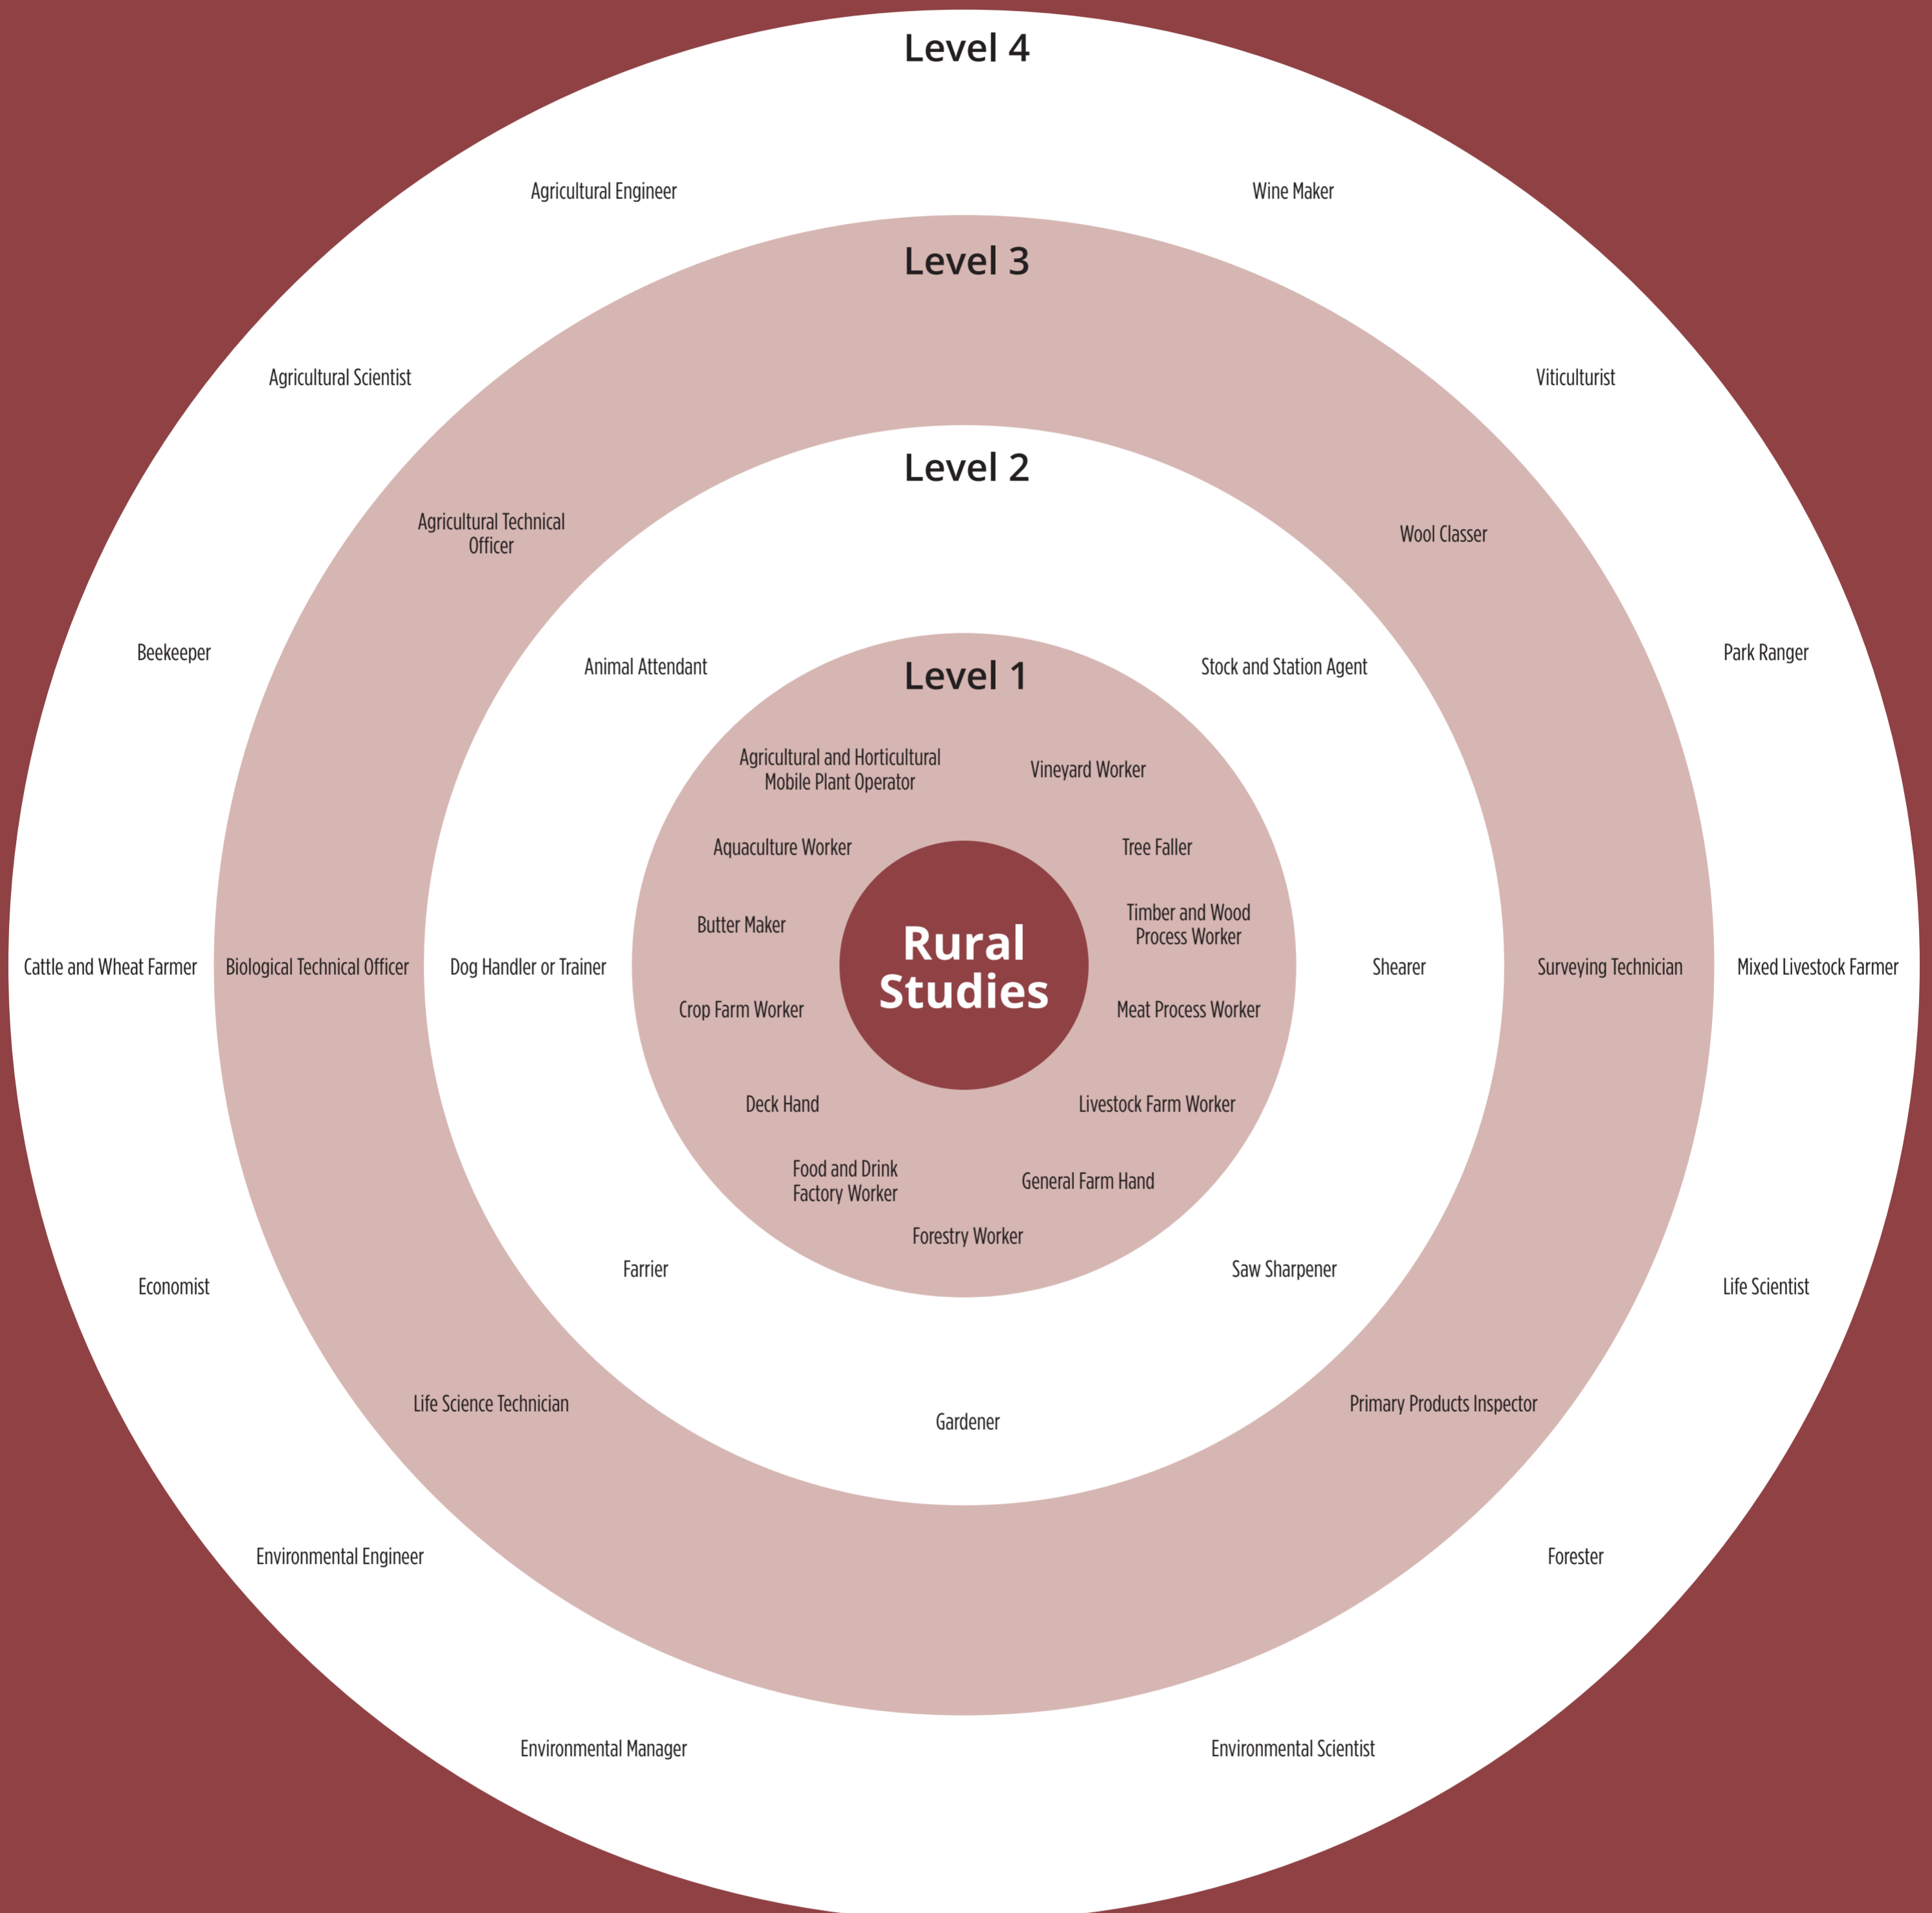 Level 4
Agricultural Engineer
Wine Maker
Level 3
Agricultural Scientist
Viticulturist
Level 2
Agricultural Technical
Officer
Wool Classer
Beekeeper
Park Ranger
Animal Attendant
Stock and Station Agent
Level 1
Agricultural and Horticultural
Mobile Plant Operator
Vineyard Worker
Aquaculture Worker
Tree Faller
Butter Maker
Timber and Wood
Process Worker
Rural
Studies
Cattle and Wheat Farmer
Biological Technical Officer
Dog Handler or Trainer
Shearer
Surveying Technician
Mixed Livestock Farmer
Crop Farm Worker
Meat Process Worker
Deck Hand
Livestock Farm Worker
Food and Drink
Factory Worker
General Farm Hand
Forestry Worker
Farrier
Saw Sharpener
Economist
Life Scientist
Life Science Technician
Gardener
Primary Products Inspector
Environmental Engineer
Forester
Environmental Manager
Environmental Scientist